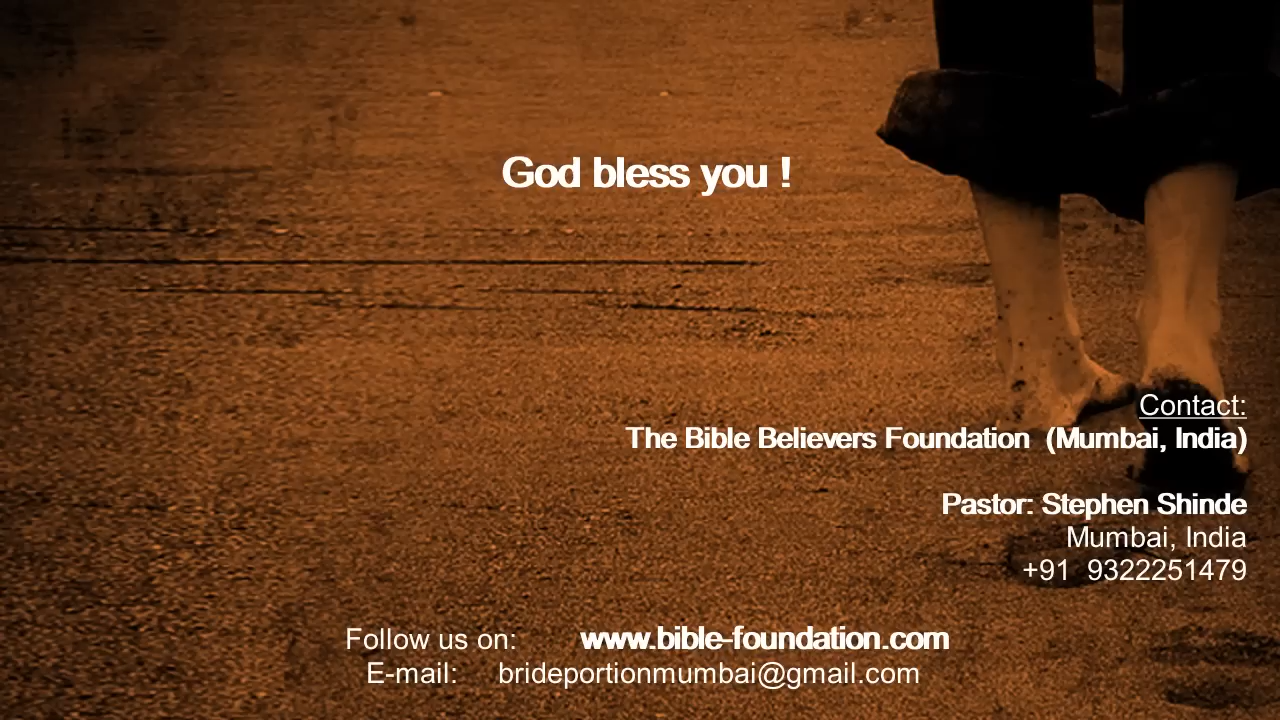 God bless you !
Contact:
The Bible Believers Foundation  (Mumbai, India)
Pastor: Stephen Shinde
Mumbai, India
+91  9322251479
Follow us on: www.bible-foundation.com
E-mail: brideportionmumbai@gmail.com